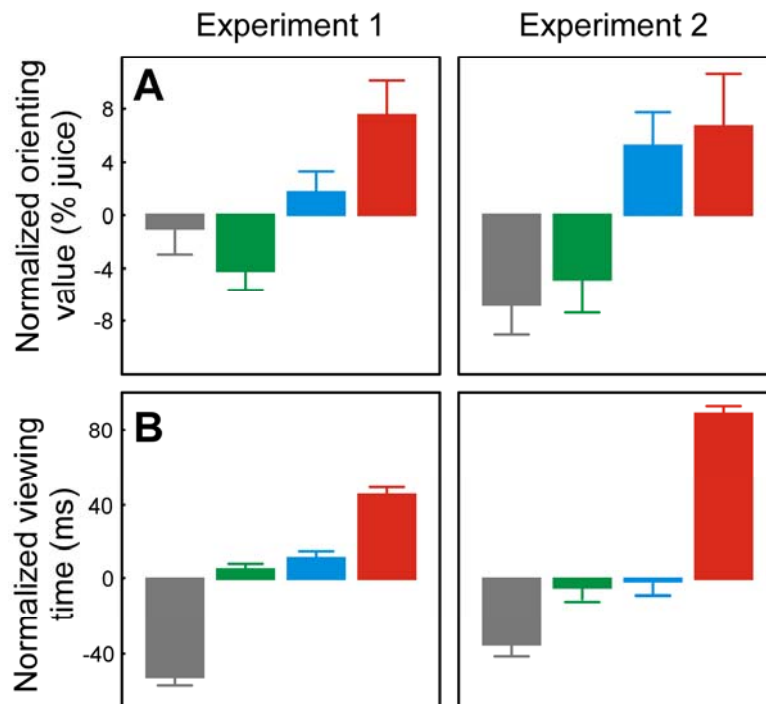 Experiment 1
Experiment 2
A
Normalized orienting
value (% juice)
8
4
0
-4
-8
B
Normalized viewing
time (ms)
80
40
0
-40